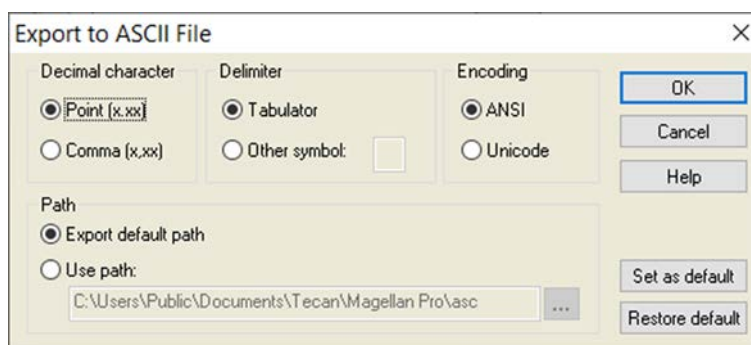 Export to ASCII File
Decimal character
Point (x.xx)
Comma (x,xx)
Delimiter
Tabulator
Other symbol:
Encoding
ANSI
Unicode
OK
Cancel
Help
Path
Export default path
Use path:
C:\Users\Public\Documents\Tecan\Magellan Pro\asc
...
Set as default
Restore default